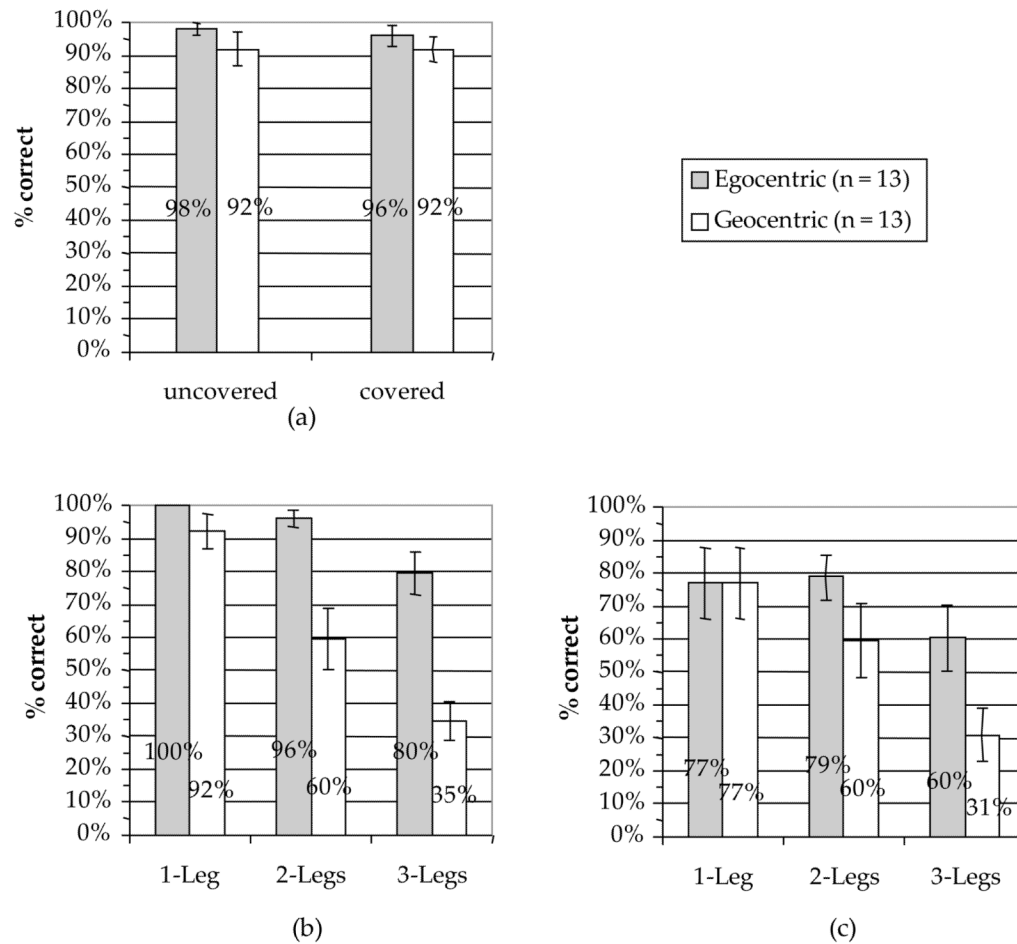 100%
90%
80%
70%
60%
50%
40%
30%
20%
10%
0%
% correct
98% 92% 96% 92%
uncovered covered
(a)
Egocentric (n = 13)
Geocentric (n = 13)
100%
90%
80%
70%
60%
50%
40%
30%
20%
10%
0%
% correct
100% 92% 96% 60% 80% 35%
1-Leg 2-Legs 3-Legs
(b)
100%
90%
80%
70%
60%
50%
40%
30%
20%
10%
0%
% correct
77% 77% 79% 60% 60% 31%
1-Leg 2-Legs 3-Legs
(c)